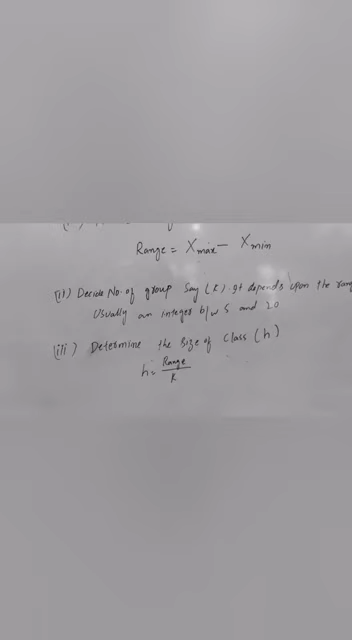 Range = Xmax - Xmin
(ii) Decide No. of group say (K). It depends upon the rang
Usually an integer b/w 5 and 20
(iii) Determine the size of class (h)
h = Range
K